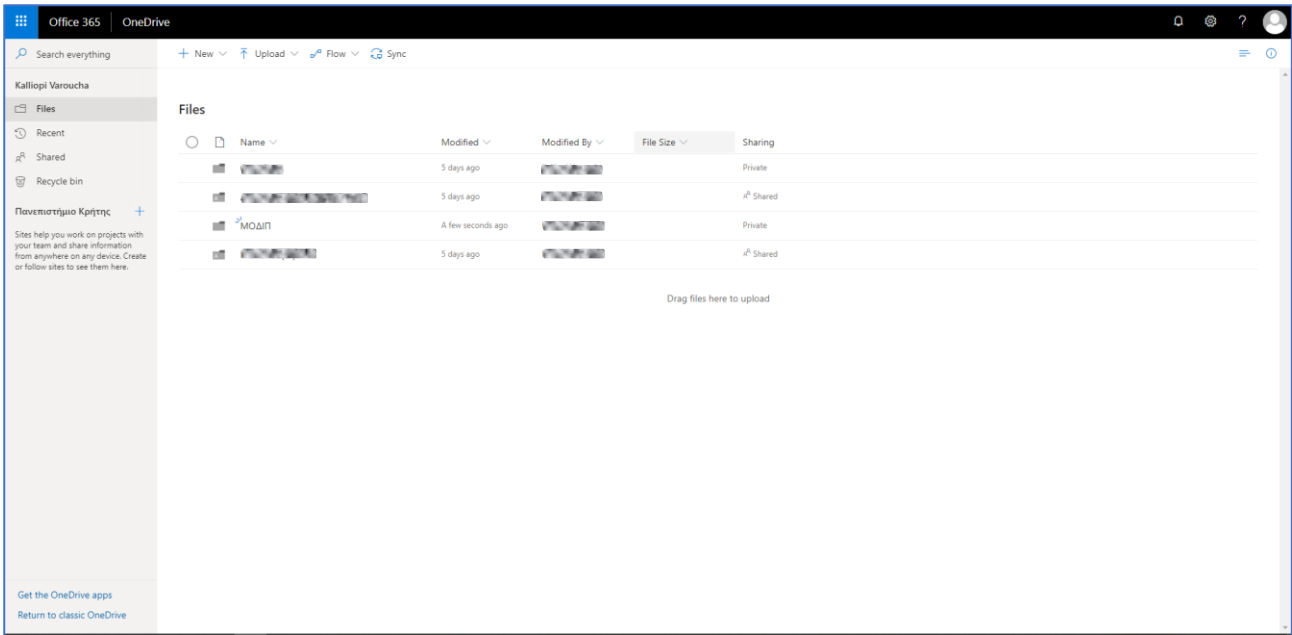 Office 365 OneDrive ?
Search everything
New Upload Flow Sync
Kalliopi Varoucha
Files
Recent
Shared
Recycle bin
Πανεπιστήμιο Κρήτης
Sites help you work on projects with
your team and share information
from anywhere on any device. Create
or follow sites to see them here.
Get the OneDrive apps
Return to classic OneDrive
Files
Name Modified Modified By File Size Sharing
5 days ago Private
5 days ago Shared
ΜΟΔΙΠ A few seconds ago Private
5 days ago Shared
Drag files here to upload